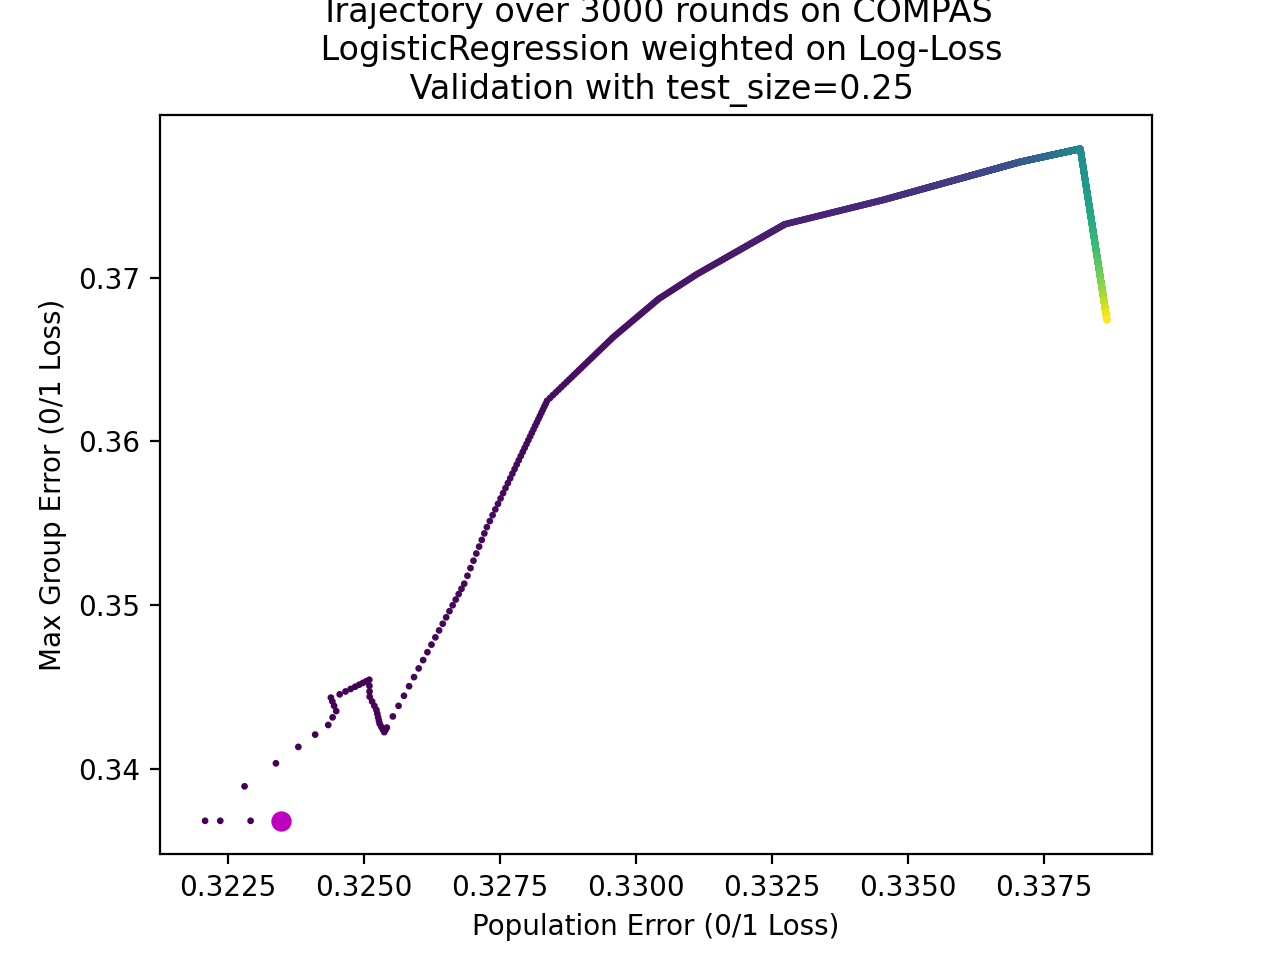 Trajectory over 3000 rounds on COMPAS
LogisticRegression weighted on Log-Loss
Validation with test_size=0.25
Max Group Error (0/1 Loss)
0.37
0.36
0.35
0.34
0.3225 0.3250 0.3275 0.3300 0.3325 0.3350 0.3375
Population Error (0/1 Loss)